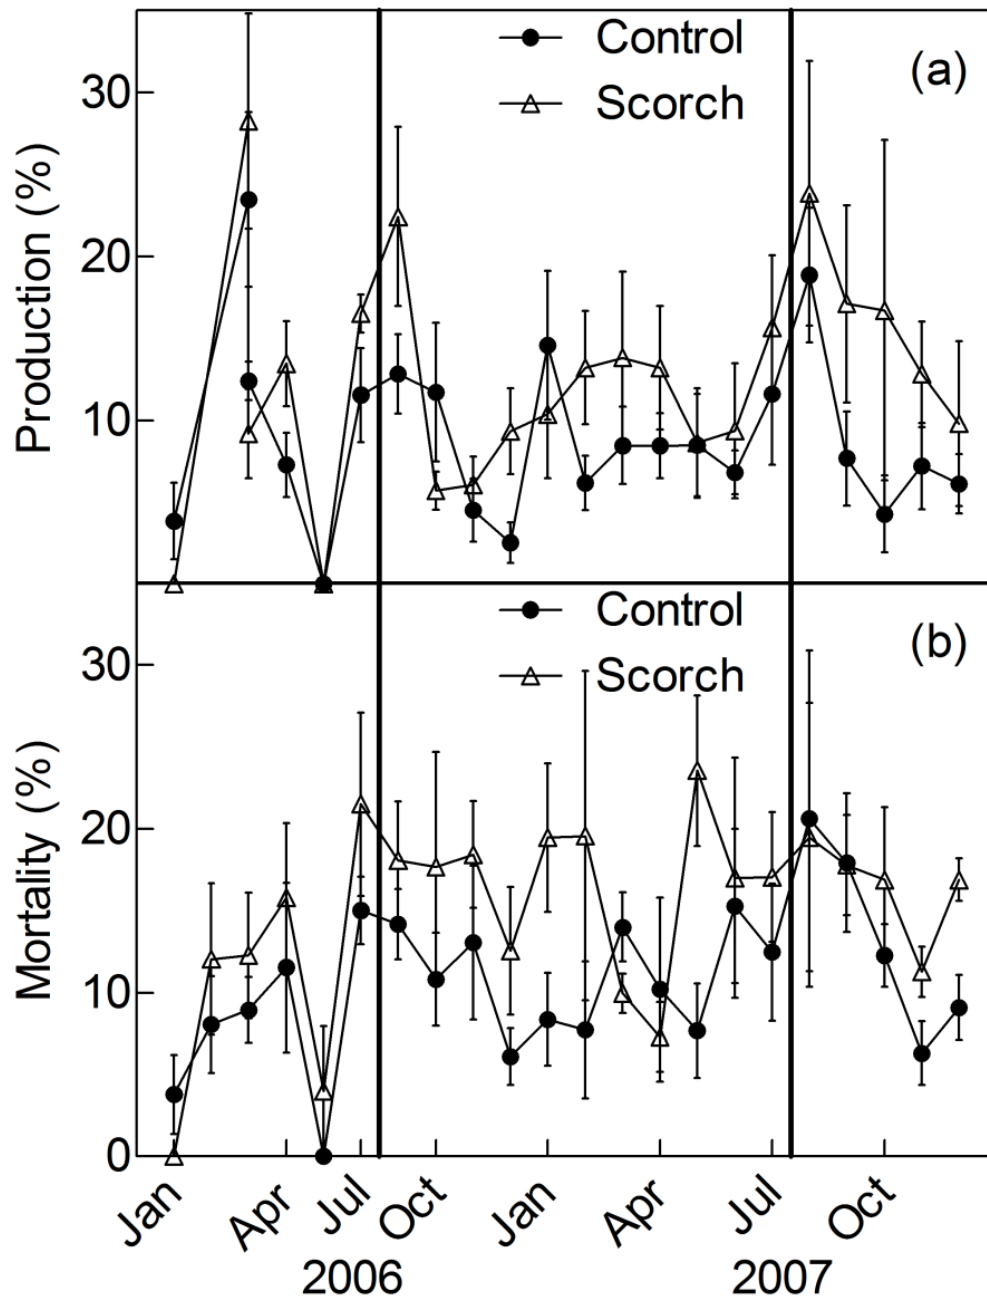 Control
Scorch
(a)
Production (%)
30
20
10
Control
Scorch
(b)
Mortality (%)
30
20
10
0
Jan
Apr
Jul
Oct
Jan
Apr
Jul
Oct
2006
2007